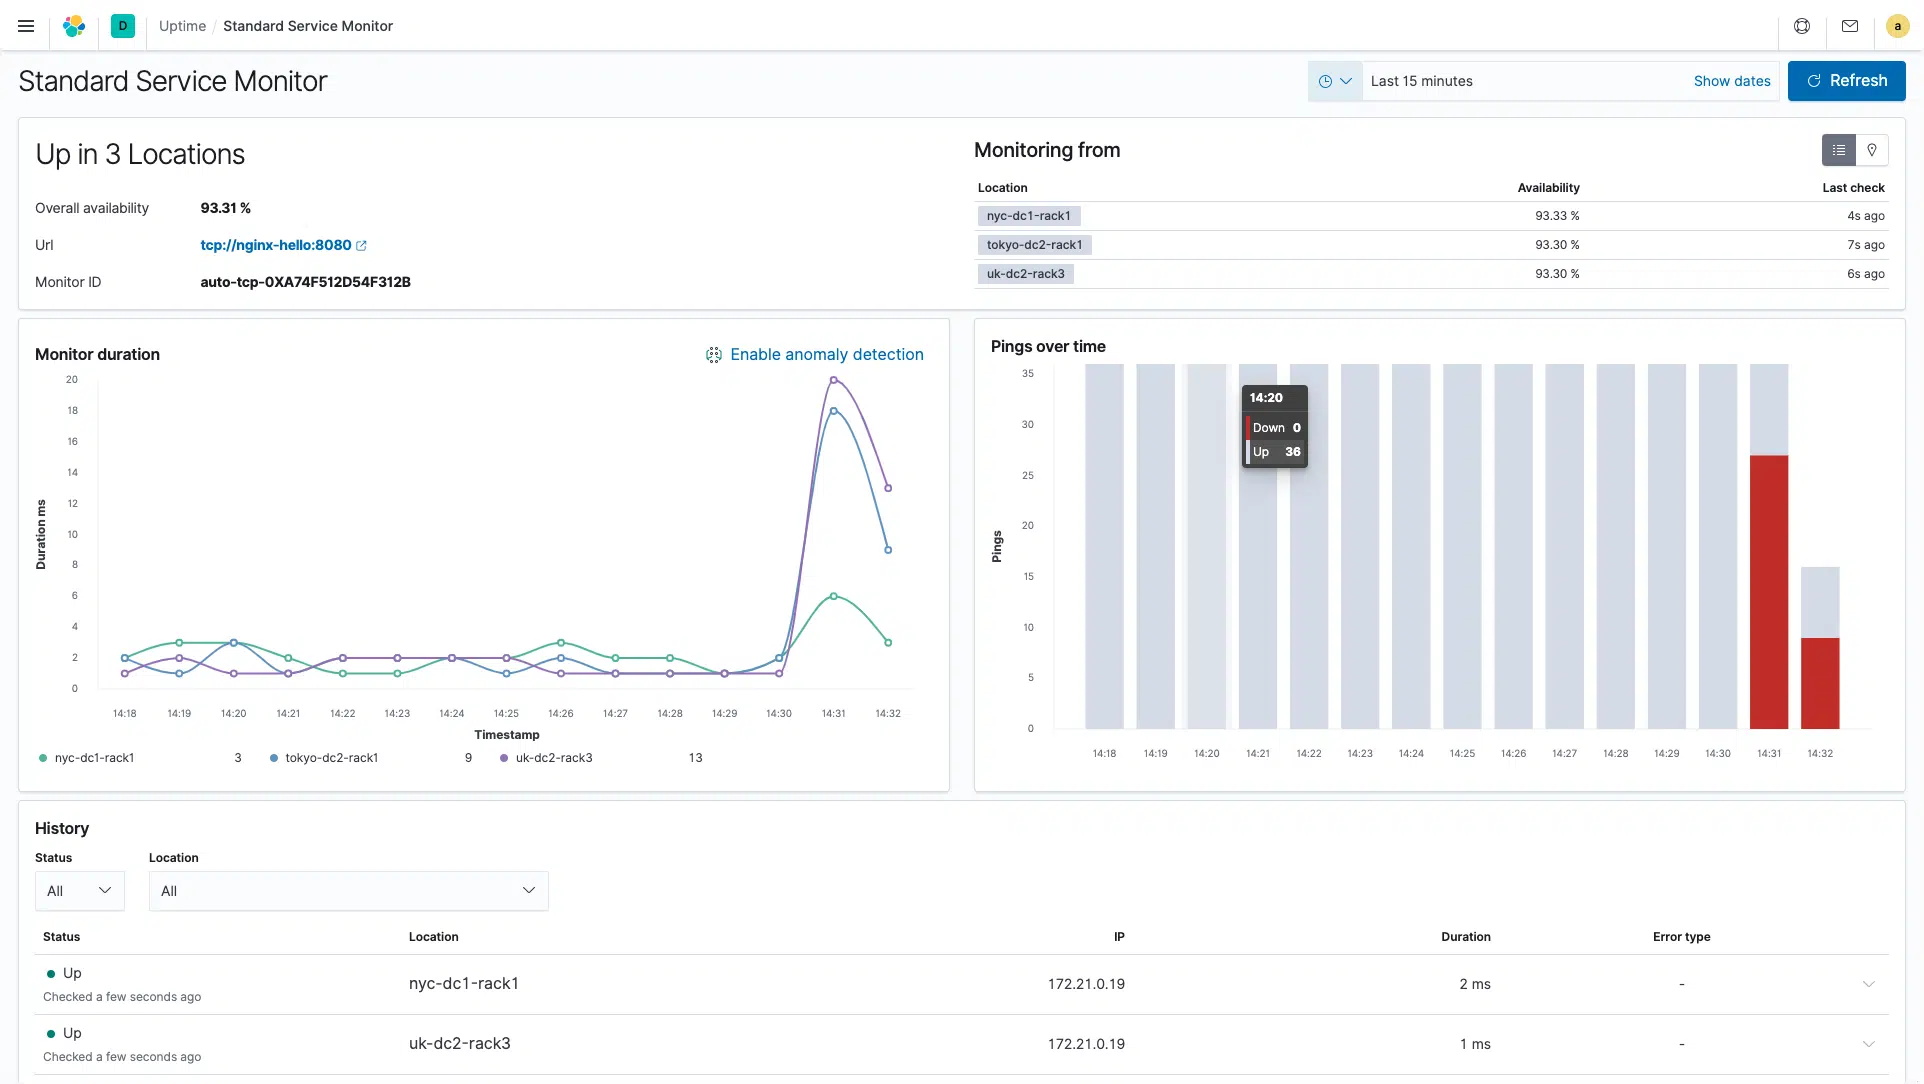 D
Uptime / Standard Service Monitor
a
Standard Service Monitor
Last 15 minutes
Show dates
Refresh
Up in 3 Locations
Overall availability 93.31 %
Url tcp://nginx-hello:8080
Monitor ID auto-tcp-0XA74F512D54F312B
Monitoring from
Location Availability Last check
nyc-dc1-rack1 93.33 % 4s ago
tokyo-dc2-rack1 93.30 % 7s ago
uk-dc2-rack3 93.30 % 6s ago
Monitor duration
Enable anomaly detection
20
18
16
14
12
10
8
6
4
2
0
Duration ms
14:18 14:19 14:20 14:21 14:22 14:23 14:24 14:25 14:26 14:27 14:28 14:29 14:30 14:31 14:32
Timestamp
nyc-dc1-rack1 3 tokyo-dc2-rack1 9 uk-dc2-rack3 13
Pings over time
35
30
25
20
15
10
5
0
Pings
14:20
Down 0
Up 36
14:18 14:19 14:20 14:21 14:22 14:23 14:24 14:25 14:26 14:27 14:28 14:29 14:30 14:31 14:32
History
Status Location
All All
Status Location IP Duration Error type
Up
Checked a few seconds ago
nyc-dc1-rack1 172.21.0.19 2 ms -
Up
Checked a few seconds ago
uk-dc2-rack3 172.21.0.19 1 ms -